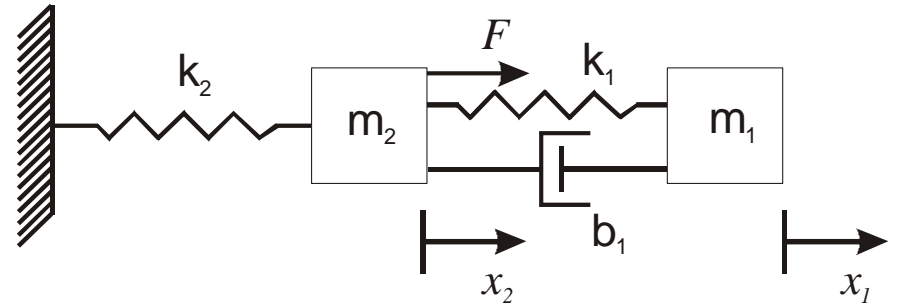 F
k₂
k₁
m₂
m₁
b₁
x₂
x₁